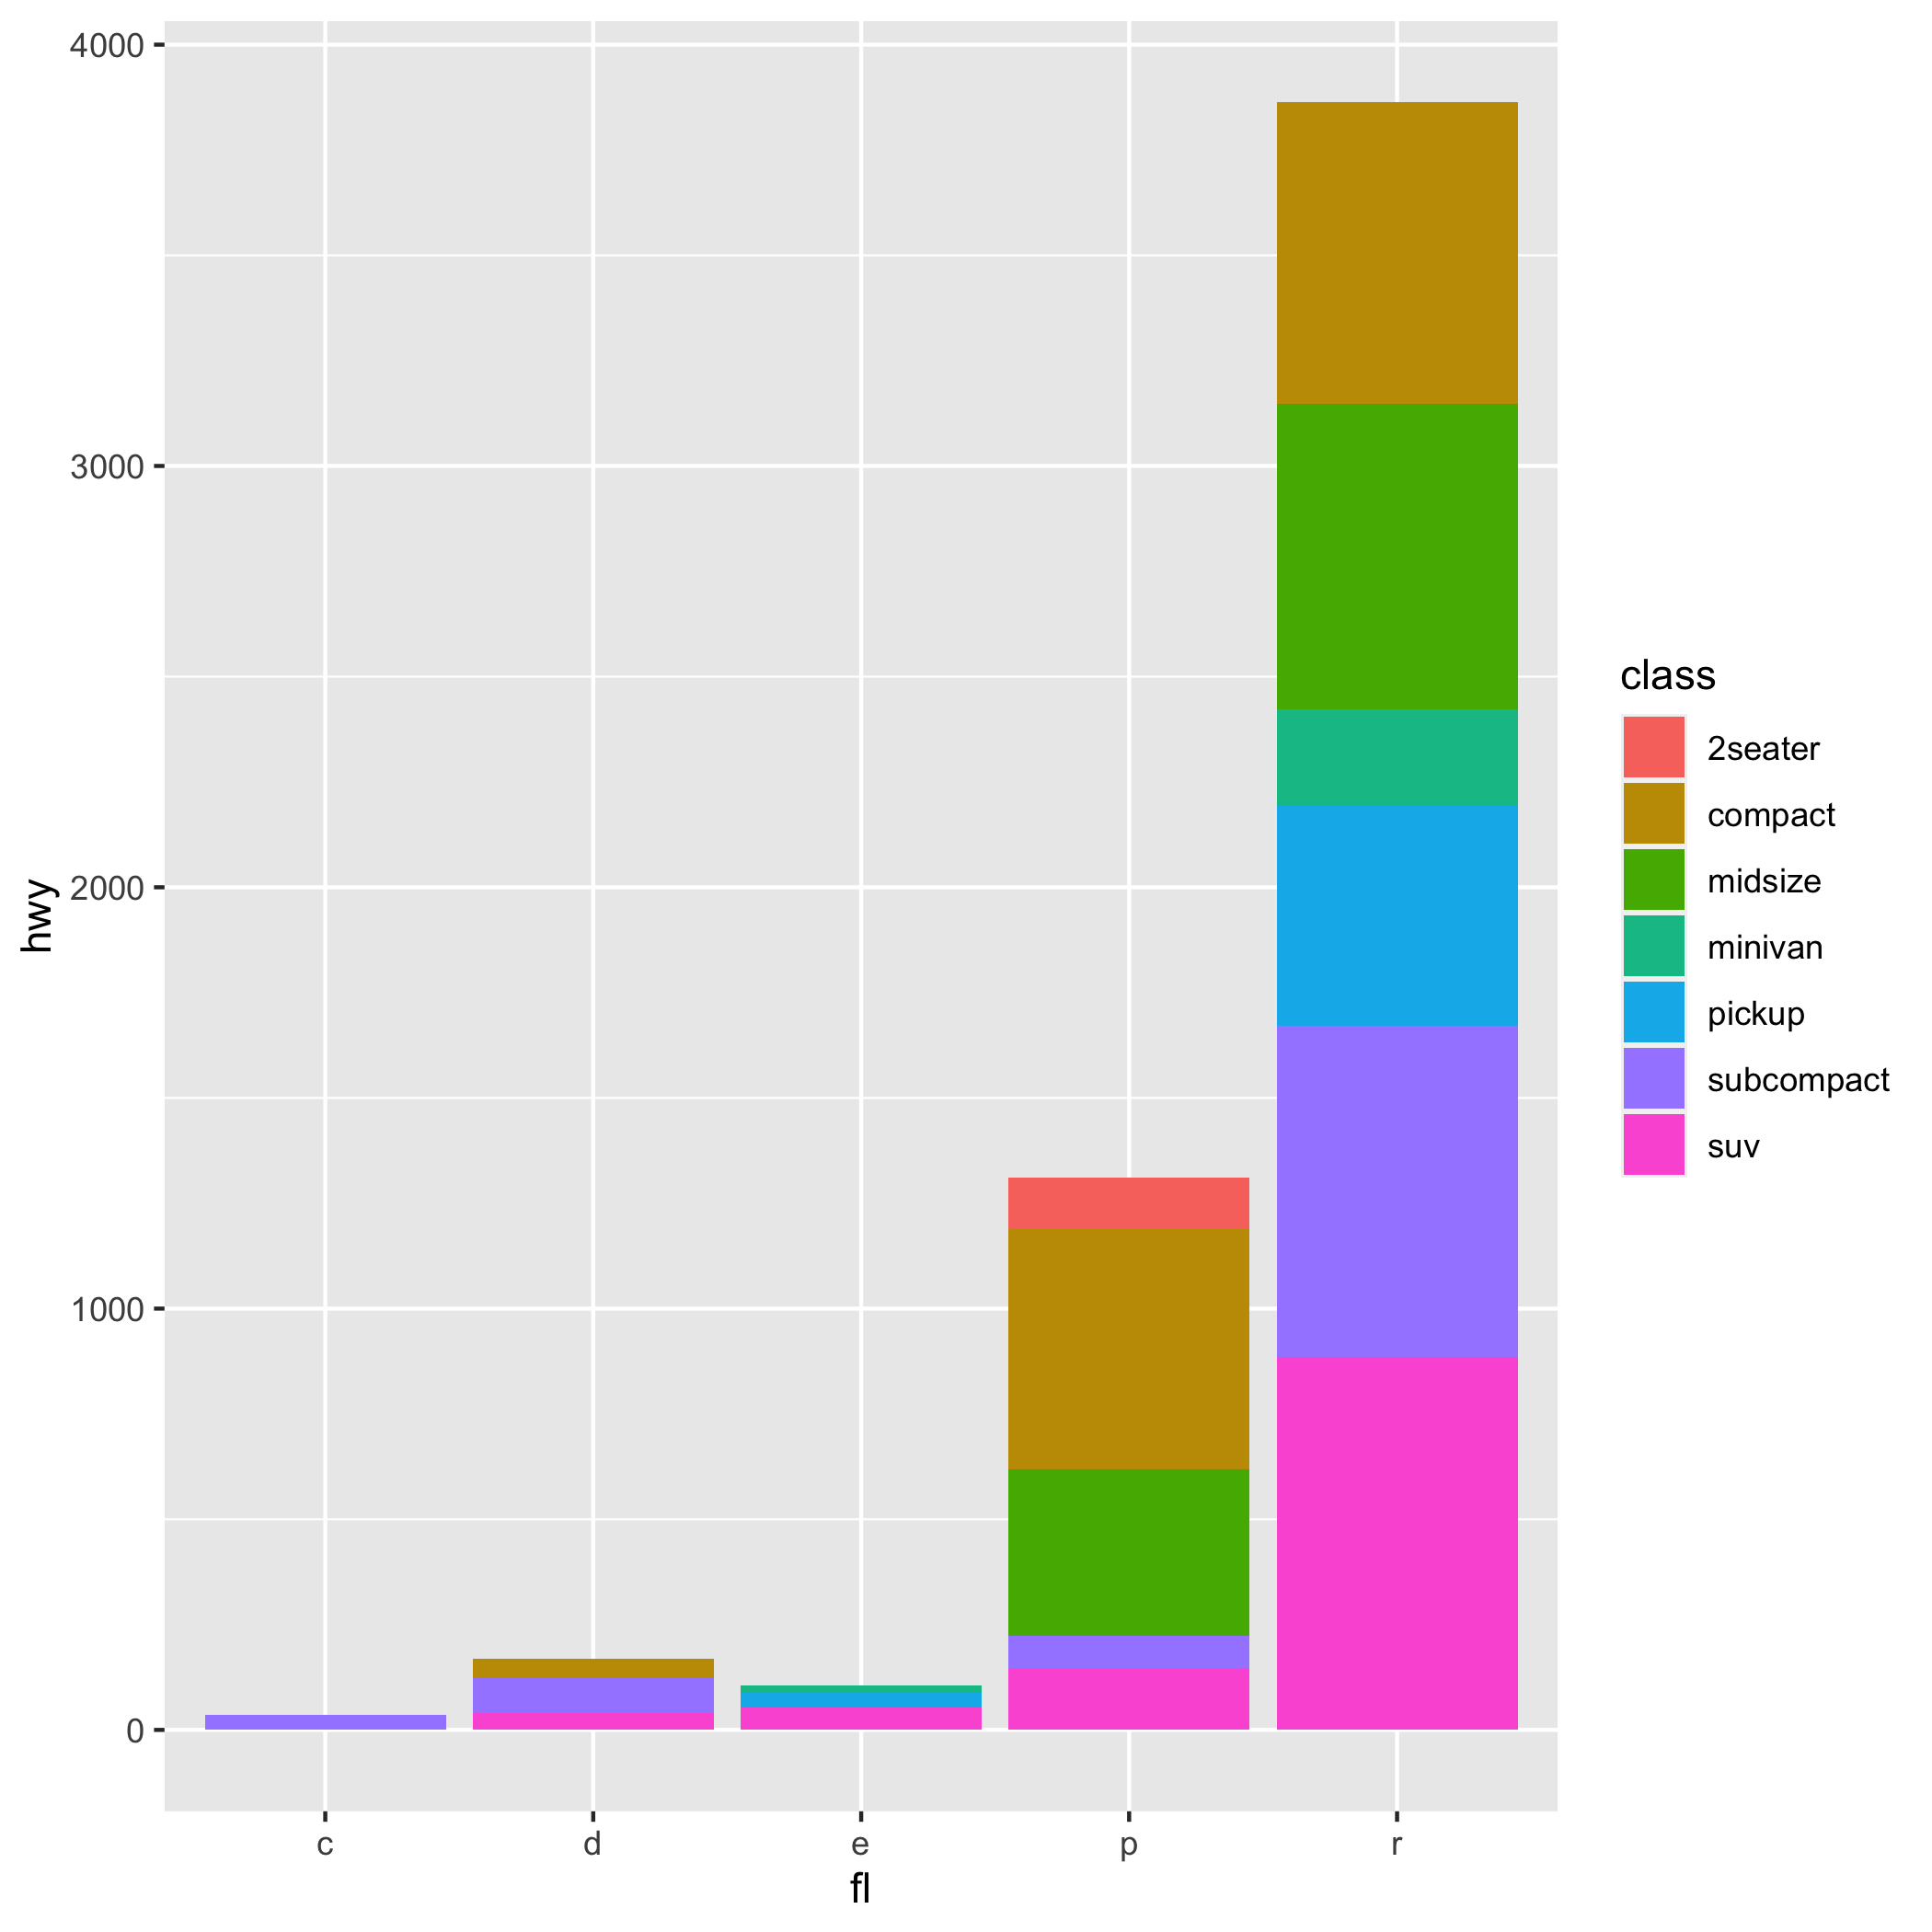 4000
3000
2000
1000
0
hwy
c d e p r
fl
class
2seater
compact
midsize
minivan
pickup
subcompact
suv